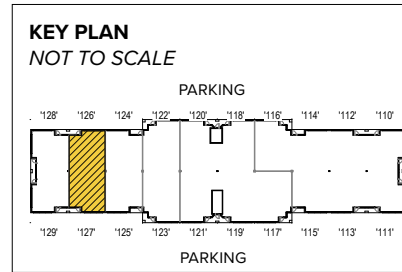 KEY PLAN
NOT TO SCALE
PARKING
'128' '126' '124' '122' '120' '118' '116' '114' '112' '110'
'129' '127' '125' '123' '121' '119' '117' '115' '113' '111'
PARKING